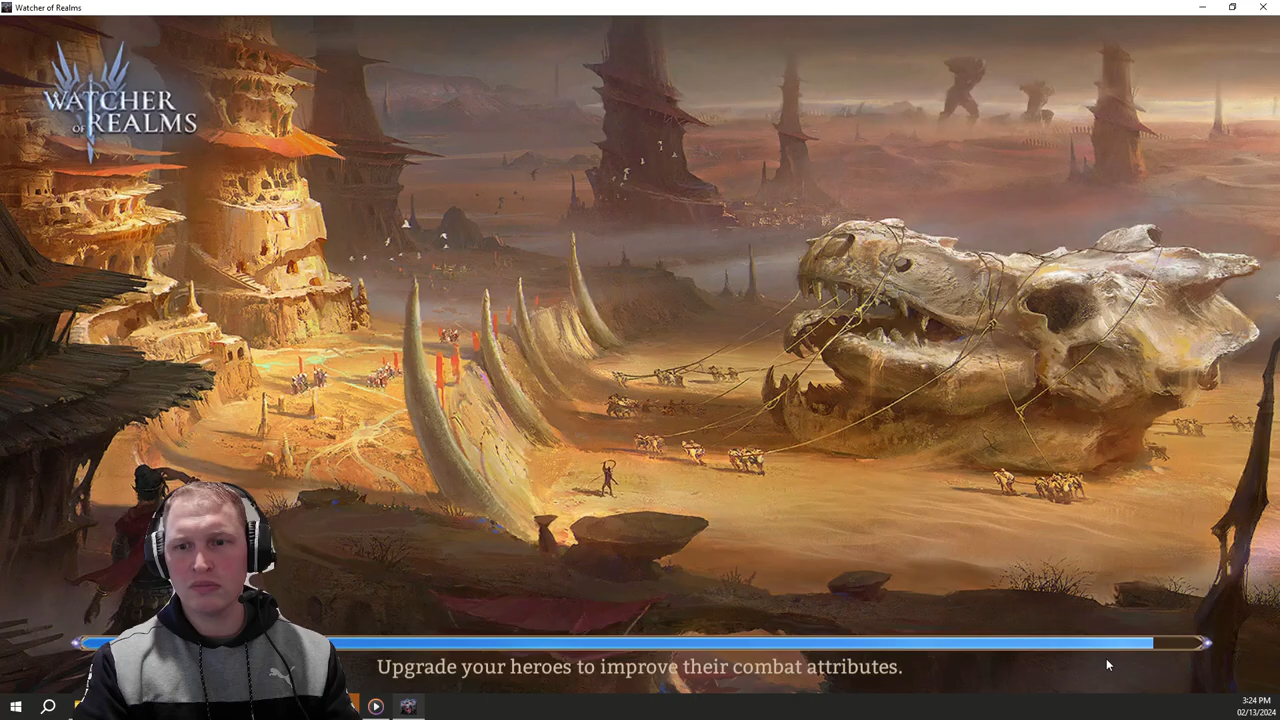 Watcher of Realms
WATCHER
OF REALMS
Upgrade your heroes to improve their combat attributes.
3:24 PM
02/13/2024